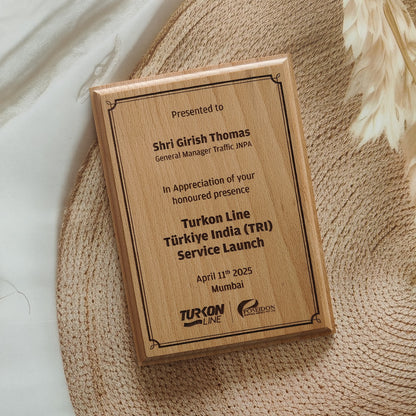 Presented to
Shri Girish Thomas
General Manager Traffic JNPA
In Appreciation of your
honoured presence
Turkon Line
Türkiye India (TRI)
Service Launch
April 11th 2025
Mumbai
TURKON
LINE
POSEIDON